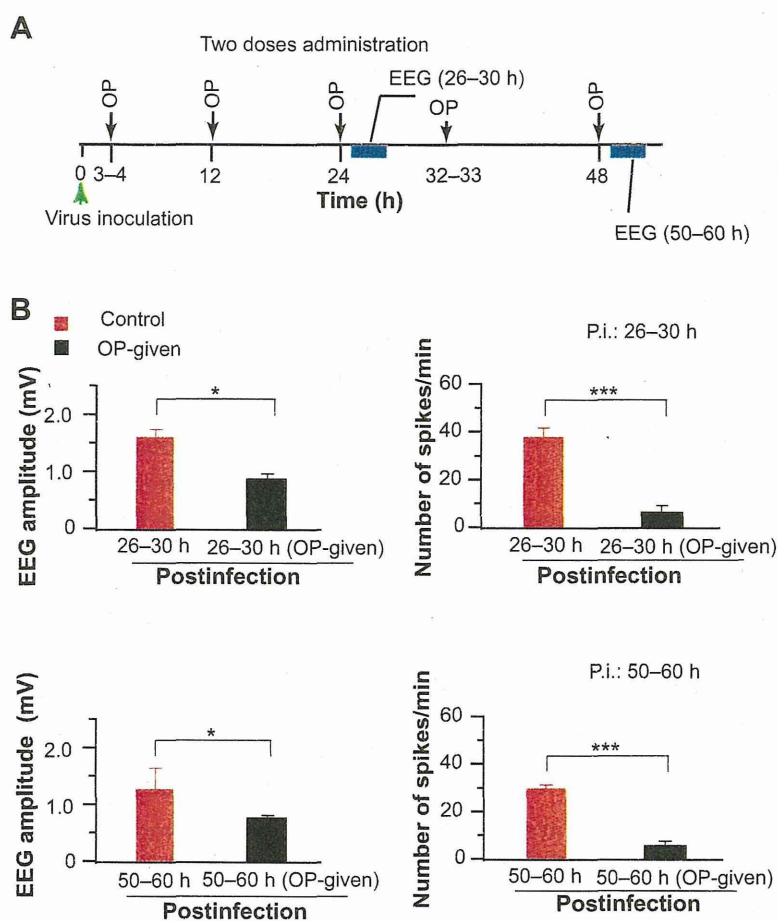 A
Two doses administration
EEG (26–30 h)
OP OP OP OP OP
0 3–4 12 24 32–33 48
Time (h)
Virus inoculation
EEG (50–60 h)
B
Control
OP-given
P.i.: 26–30 h
EEG amplitude (mV)
2.0
1.0
0
*
26–30 h 26–30 h (OP-given)
Postinfection
Number of spikes/min
60
40
20
0
***
26–30 h 26–30 h (OP-given)
Postinfection
P.i.: 50–60 h
EEG amplitude (mV)
2.0
1.0
0
*
50–60 h 50–60 h (OP-given)
Postinfection
Number of spikes/min
60
40
20
0
***
50–60 h 50–60 h (OP-given)
Postinfection